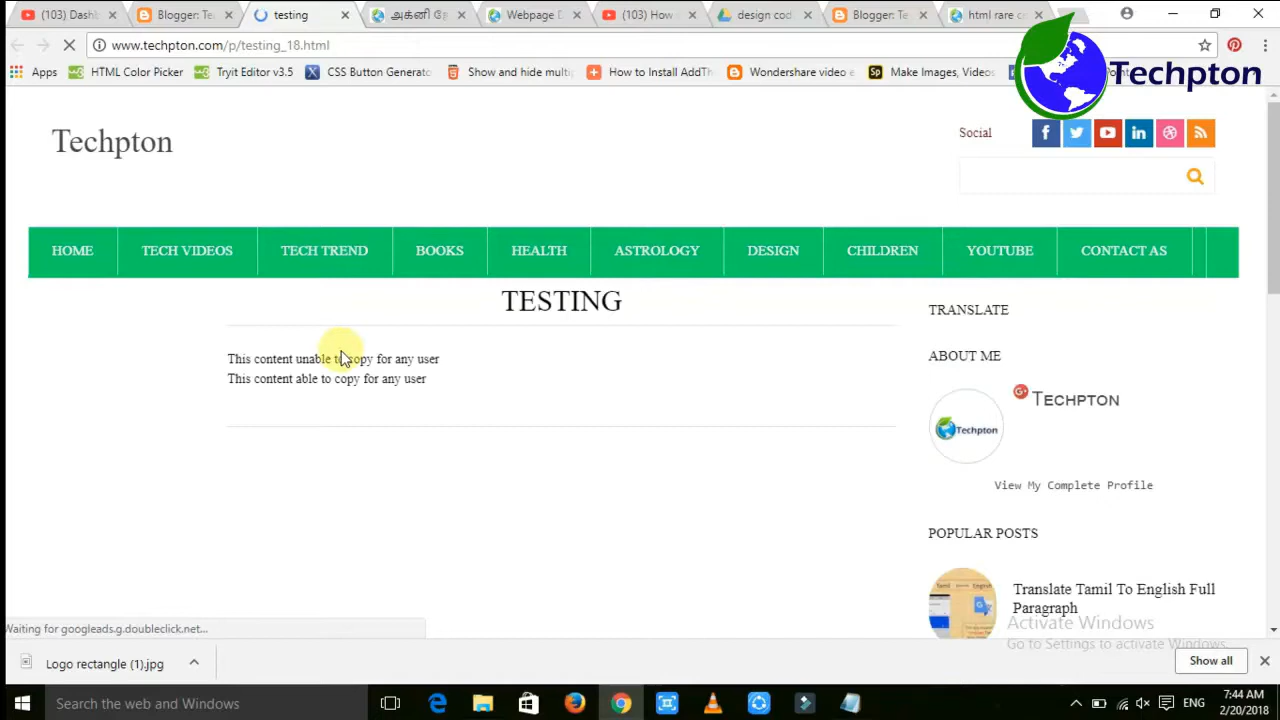 (103) Dashb
Blogger: Te
testing
அக்னி
Webpage D
(103) How
design cod
Blogger: Te
html rare c
www.techpton.com/p/testing_18.html
Apps
HTML Color Picker
Tryit Editor v3.5
CSS Button Generato
Show and hide multi
How to Install AddT
Wondershare video e
Make Images, Videos
Techpton
Techpton
Social
HOME
TECH VIDEOS
TECH TREND
BOOKS
HEALTH
ASTROLOGY
DESIGN
CHILDREN
YOUTUBE
CONTACT AS
TESTING
This content unable to copy for any user
This content able to copy for any user
TRANSLATE
ABOUT ME
Techpton
Techpton
View My Complete Profile
POPULAR POSTS
Tamil
English
Translate Tamil To English Full
Paragraph
Activate Windows
Go to Settings to activate Windows.
Waiting for googleads.g.doubleclick.net...
Logo rectangle (1).jpg
Show all
Search the web and Windows
ENG
7:44 AM
2/20/2018